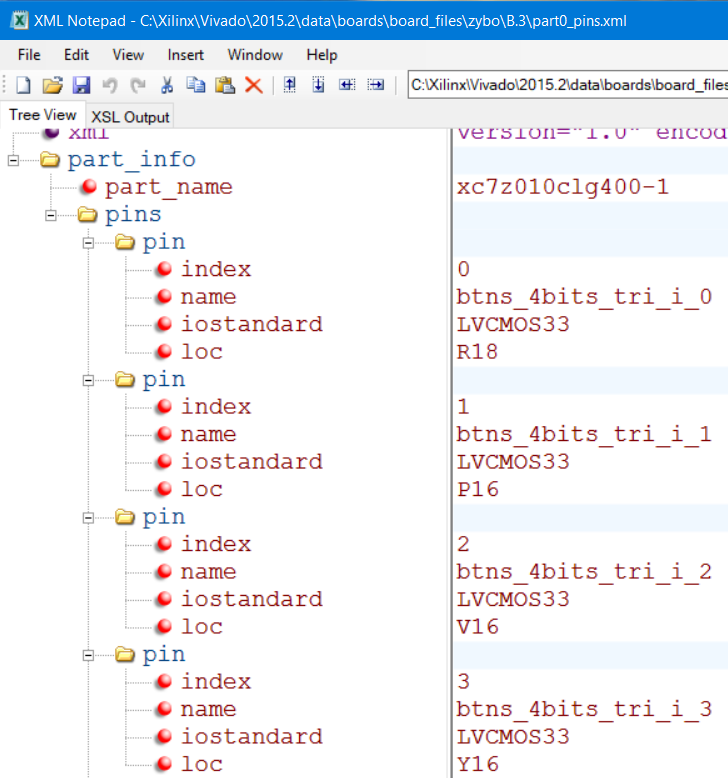 XML Notepad - C:\Xilinx\Vivado\2015.2\data\boards\board_files\zybo\B.3\part0_pins.xml
File Edit View Insert Window Help
C:\Xilinx\Vivado\2015.2\data\boards\board_files
Tree View XSL Output
xml version="1.0" encod
part_info
part_name xc7z010clg400-1
pins
pin
index 0
name btns_4bits_tri_i_0
iostandard LVCMOS33
loc R18
pin
index 1
name btns_4bits_tri_i_1
iostandard LVCMOS33
loc P16
pin
index 2
name btns_4bits_tri_i_2
iostandard LVCMOS33
loc V16
pin
index 3
name btns_4bits_tri_i_3
iostandard LVCMOS33
loc Y16